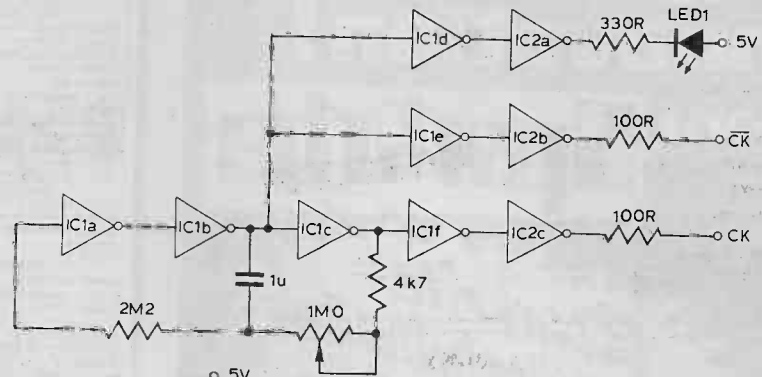 330R
LED1
IC1d
IC2a
5V
IC1e
IC2b
100R
CK
IC1a
IC1b
IC1c
IC1f
IC2c
100R
CK
1u
4k7
2M2
1M0
5V